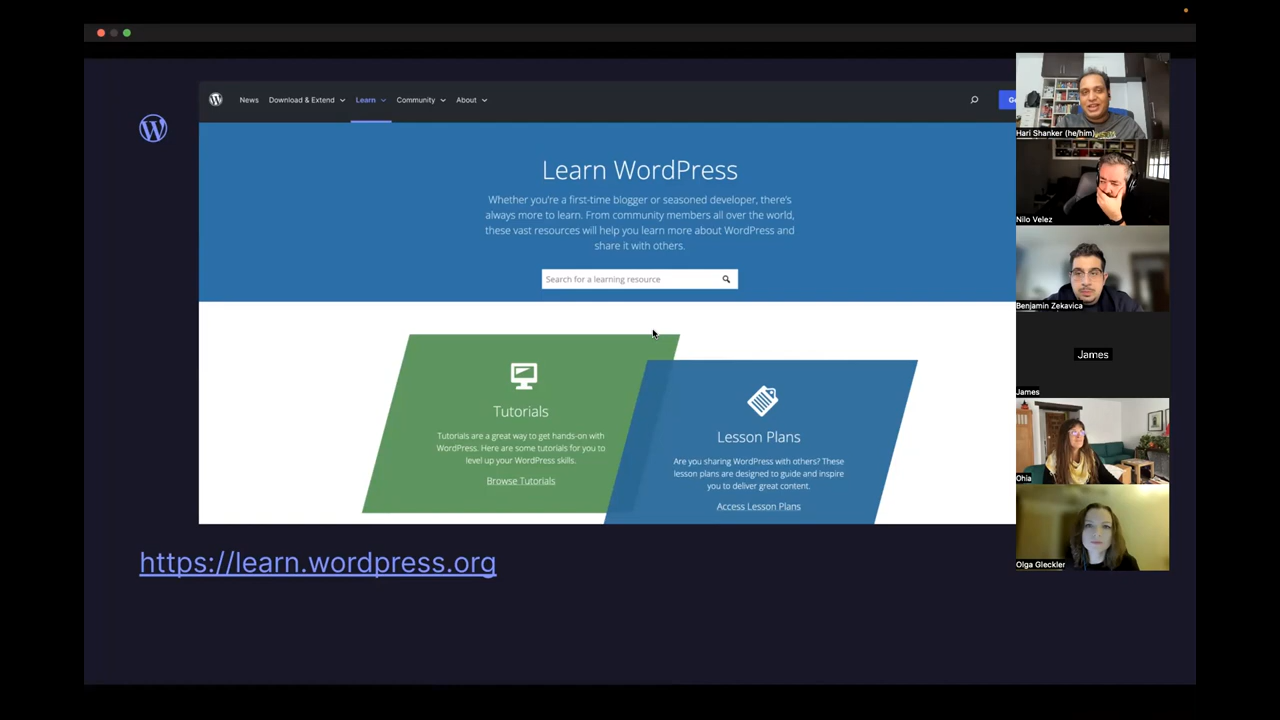 News Download & Extend Learn Community About
Learn WordPress
Whether you're a first-time blogger or seasoned developer, there's
always more to learn. From community members all over the world,
these vast resources will help you learn more about WordPress and
share it with others.
Search for a learning resource
Tutorials
Tutorials are a great way to get hands-on with
WordPress. Here are some tutorials for you to
level up your WordPress skills.
Browse Tutorials
Lesson Plans
Are you sharing WordPress with others? These
lesson plans are designed to guide and inspire
you to deliver great content.
Access Lesson Plans
https://learn.wordpress.org
Hari Shanker (he/him)
Nilo Velez
Benjamin Zekavica
James
James
Ohia
Olga Gleckler